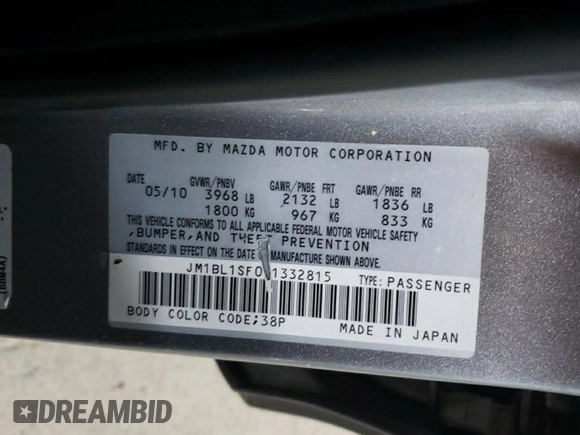 MFD. BY MAZDA MOTOR CORPORATION
DATE GVWR/PNBV GAWR/PNBE FRT GAWR/PNBE RR
05/10 3968 LB 2132 LB 1836 LB
1800 KG 967 KG 833 KG
THIS VEHICLE CONFORMS TO ALL APPLICABLE FEDERAL MOTOR VEHICLE SAFETY
,BUMPER,AND THEFT PREVENTION
STANDARDS IN EFFECT ON THE DATE OF MANUFACTURE SHOWN ABOVE.
TYPE:PASSENGER
BODY COLOR CODE;38P
MADE IN JAPAN
DREAMBID